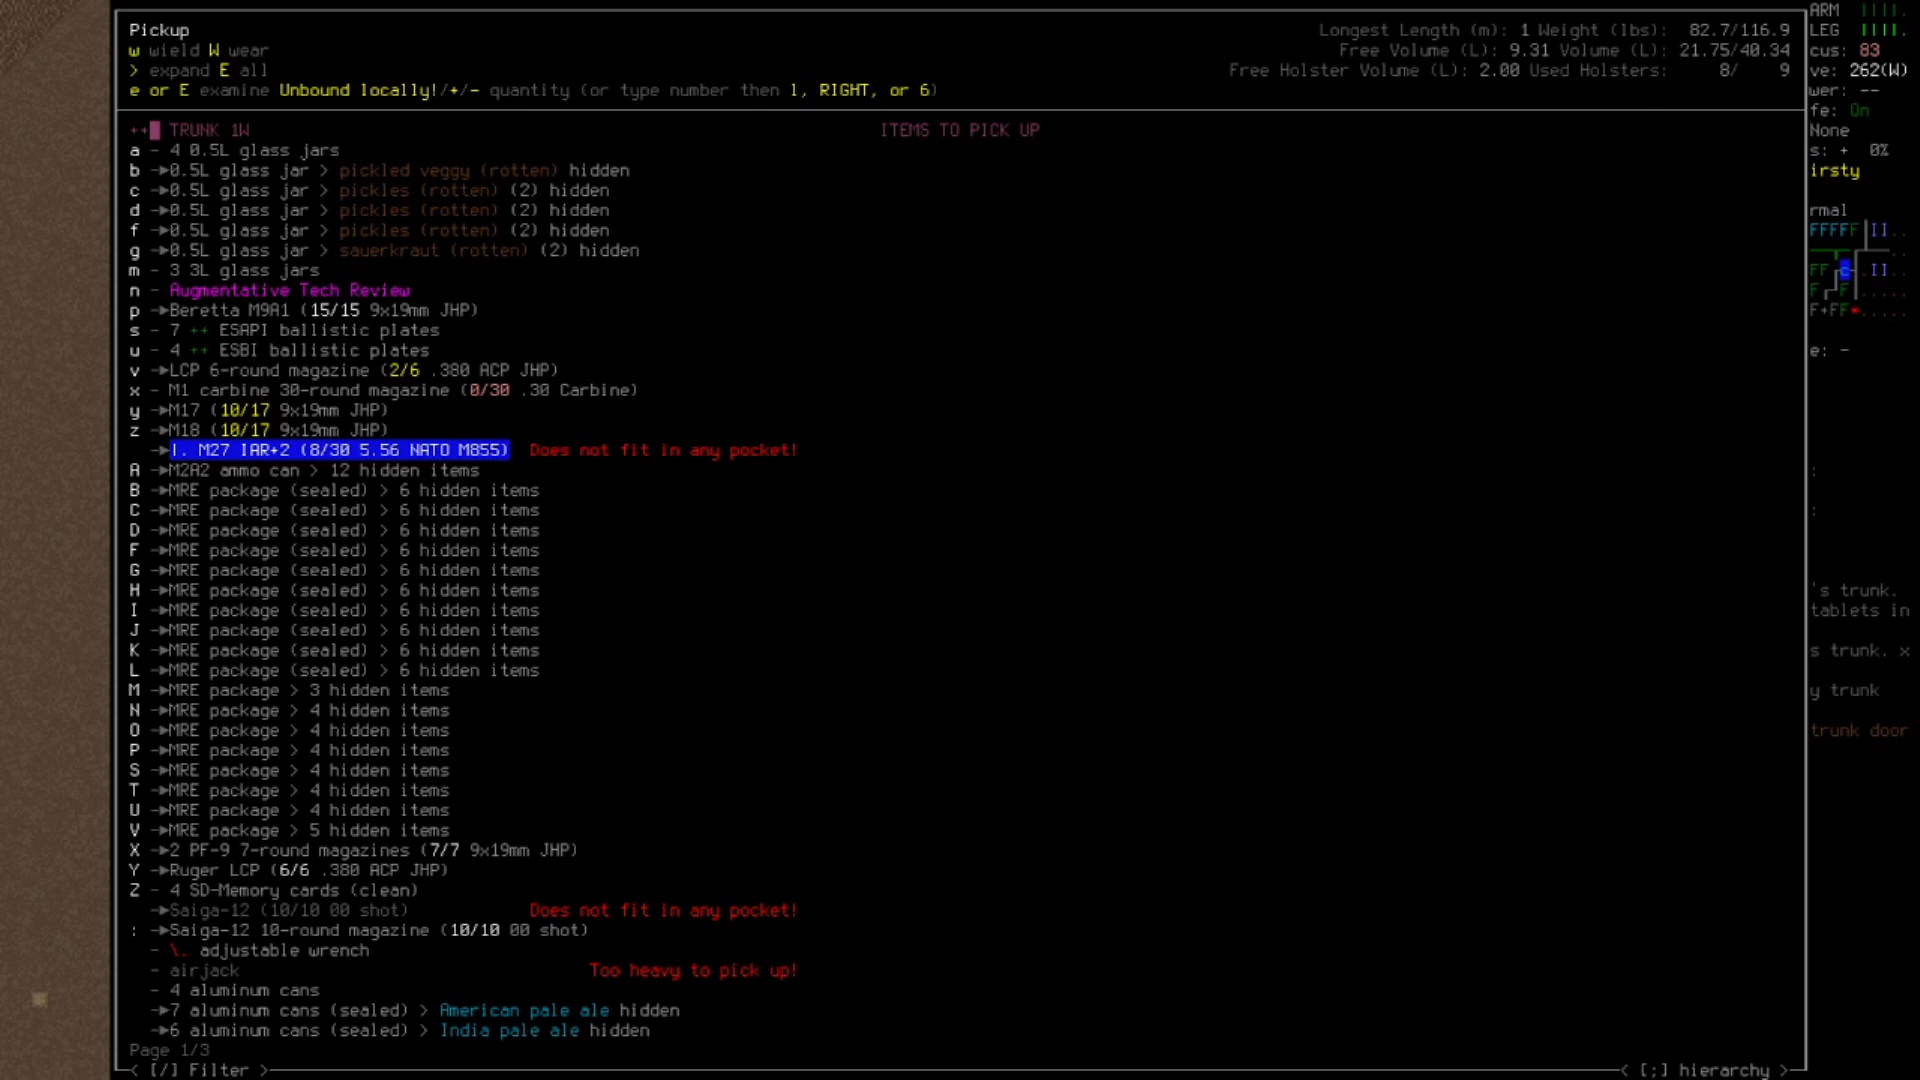 Pickup
w wield W wear
> expand E all
e or E examine Unbound locally!/+/- quantity (or type number then l, RIGHT, or 6)
Longest Length (m): 1 Weight (lbs): 82.7/116.9
Free Volume (L): 9.31 Volume (L): 21.75/40.34
Free Holster Volume (L): 2.00 Used Holsters: 8/ 9
++ TRUNK 1W ITEMS TO PICK UP
a - 4 0.5L glass jars
b →0.5L glass jar > pickled veggy (rotten) hidden
c →0.5L glass jar > pickles (rotten) (2) hidden
d →0.5L glass jar > pickles (rotten) (2) hidden
f →0.5L glass jar > pickles (rotten) (2) hidden
g →0.5L glass jar > sauerkraut (rotten) (2) hidden
m - 3 3L glass jars
n - Augmentative Tech Review
p →Beretta M9A1 (15/15 9x19mm JHP)
s - 7 ++ ESAPI ballistic plates
u - 4 ++ ESBI ballistic plates
v →LCP 6-round magazine (2/6 .380 ACP JHP)
x - M1 carbine 30-round magazine (0/30 .30 Carbine)
y →M17 (10/17 9x19mm JHP)
z →M18 (10/17 9x19mm JHP)
→|. M27 IAR+2 (8/30 5.56 NATO M855) Does not fit in any pocket!
A →M2A2 ammo can > 12 hidden items
B →MRE package (sealed) > 6 hidden items
C →MRE package (sealed) > 6 hidden items
D →MRE package (sealed) > 6 hidden items
F →MRE package (sealed) > 6 hidden items
G →MRE package (sealed) > 6 hidden items
H →MRE package (sealed) > 6 hidden items
I →MRE package (sealed) > 6 hidden items
J →MRE package (sealed) > 6 hidden items
K →MRE package (sealed) > 6 hidden items
L →MRE package (sealed) > 6 hidden items
M →MRE package > 3 hidden items
N →MRE package > 4 hidden items
O →MRE package > 4 hidden items
P →MRE package > 4 hidden items
S →MRE package > 4 hidden items
T →MRE package > 4 hidden items
U →MRE package > 4 hidden items
V →MRE package > 5 hidden items
X →2 PF-9 7-round magazines (7/7 9x19mm JHP)
Y →Ruger LCP (6/6 .380 ACP JHP)
Z - 4 SD-Memory cards (clean)
→Saiga-12 (10/10 00 shot) Does not fit in any pocket!
: →Saiga-12 10-round magazine (10/10 00 shot)
- \. adjustable wrench
- airjack Too heavy to pick up!
- 4 aluminum cans
→7 aluminum cans (sealed) > American pale ale hidden
→6 aluminum cans (sealed) > India pale ale hidden
Page 1/3
< [/] Filter >
< [;] hierarchy >
ARM ||||.
LEG ||||.
cus: 83
ve: 262(W)
wer: --
fe: On
None
s: + 0%
irsty
rmal
FFFFF II..
FF c II..
F F .....
F+FF*.....
e: -
:
:
's trunk.
tablets in
s trunk. x
y trunk
trunk door